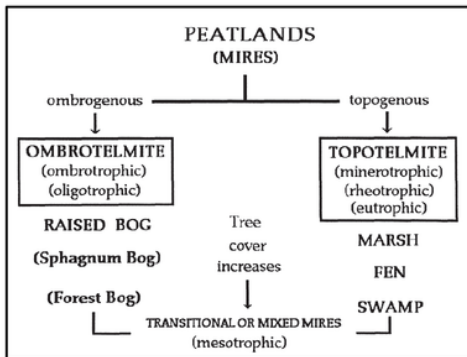 PEATLANDS
(MIRES)
ombrogenous
topogenous
OMBROTELMITE
(ombrotrophic)
(oligotrophic)
TOPOTELMITE
(minerotrophic)
(rheotrophic)
(eutrophic)
RAISED BOG
(Sphagnum Bog)
(Forest Bog)
Tree
cover
increases
MARSH
FEN
SWAMP
TRANSITIONAL OR MIXED MIRES
(mesotrophic)